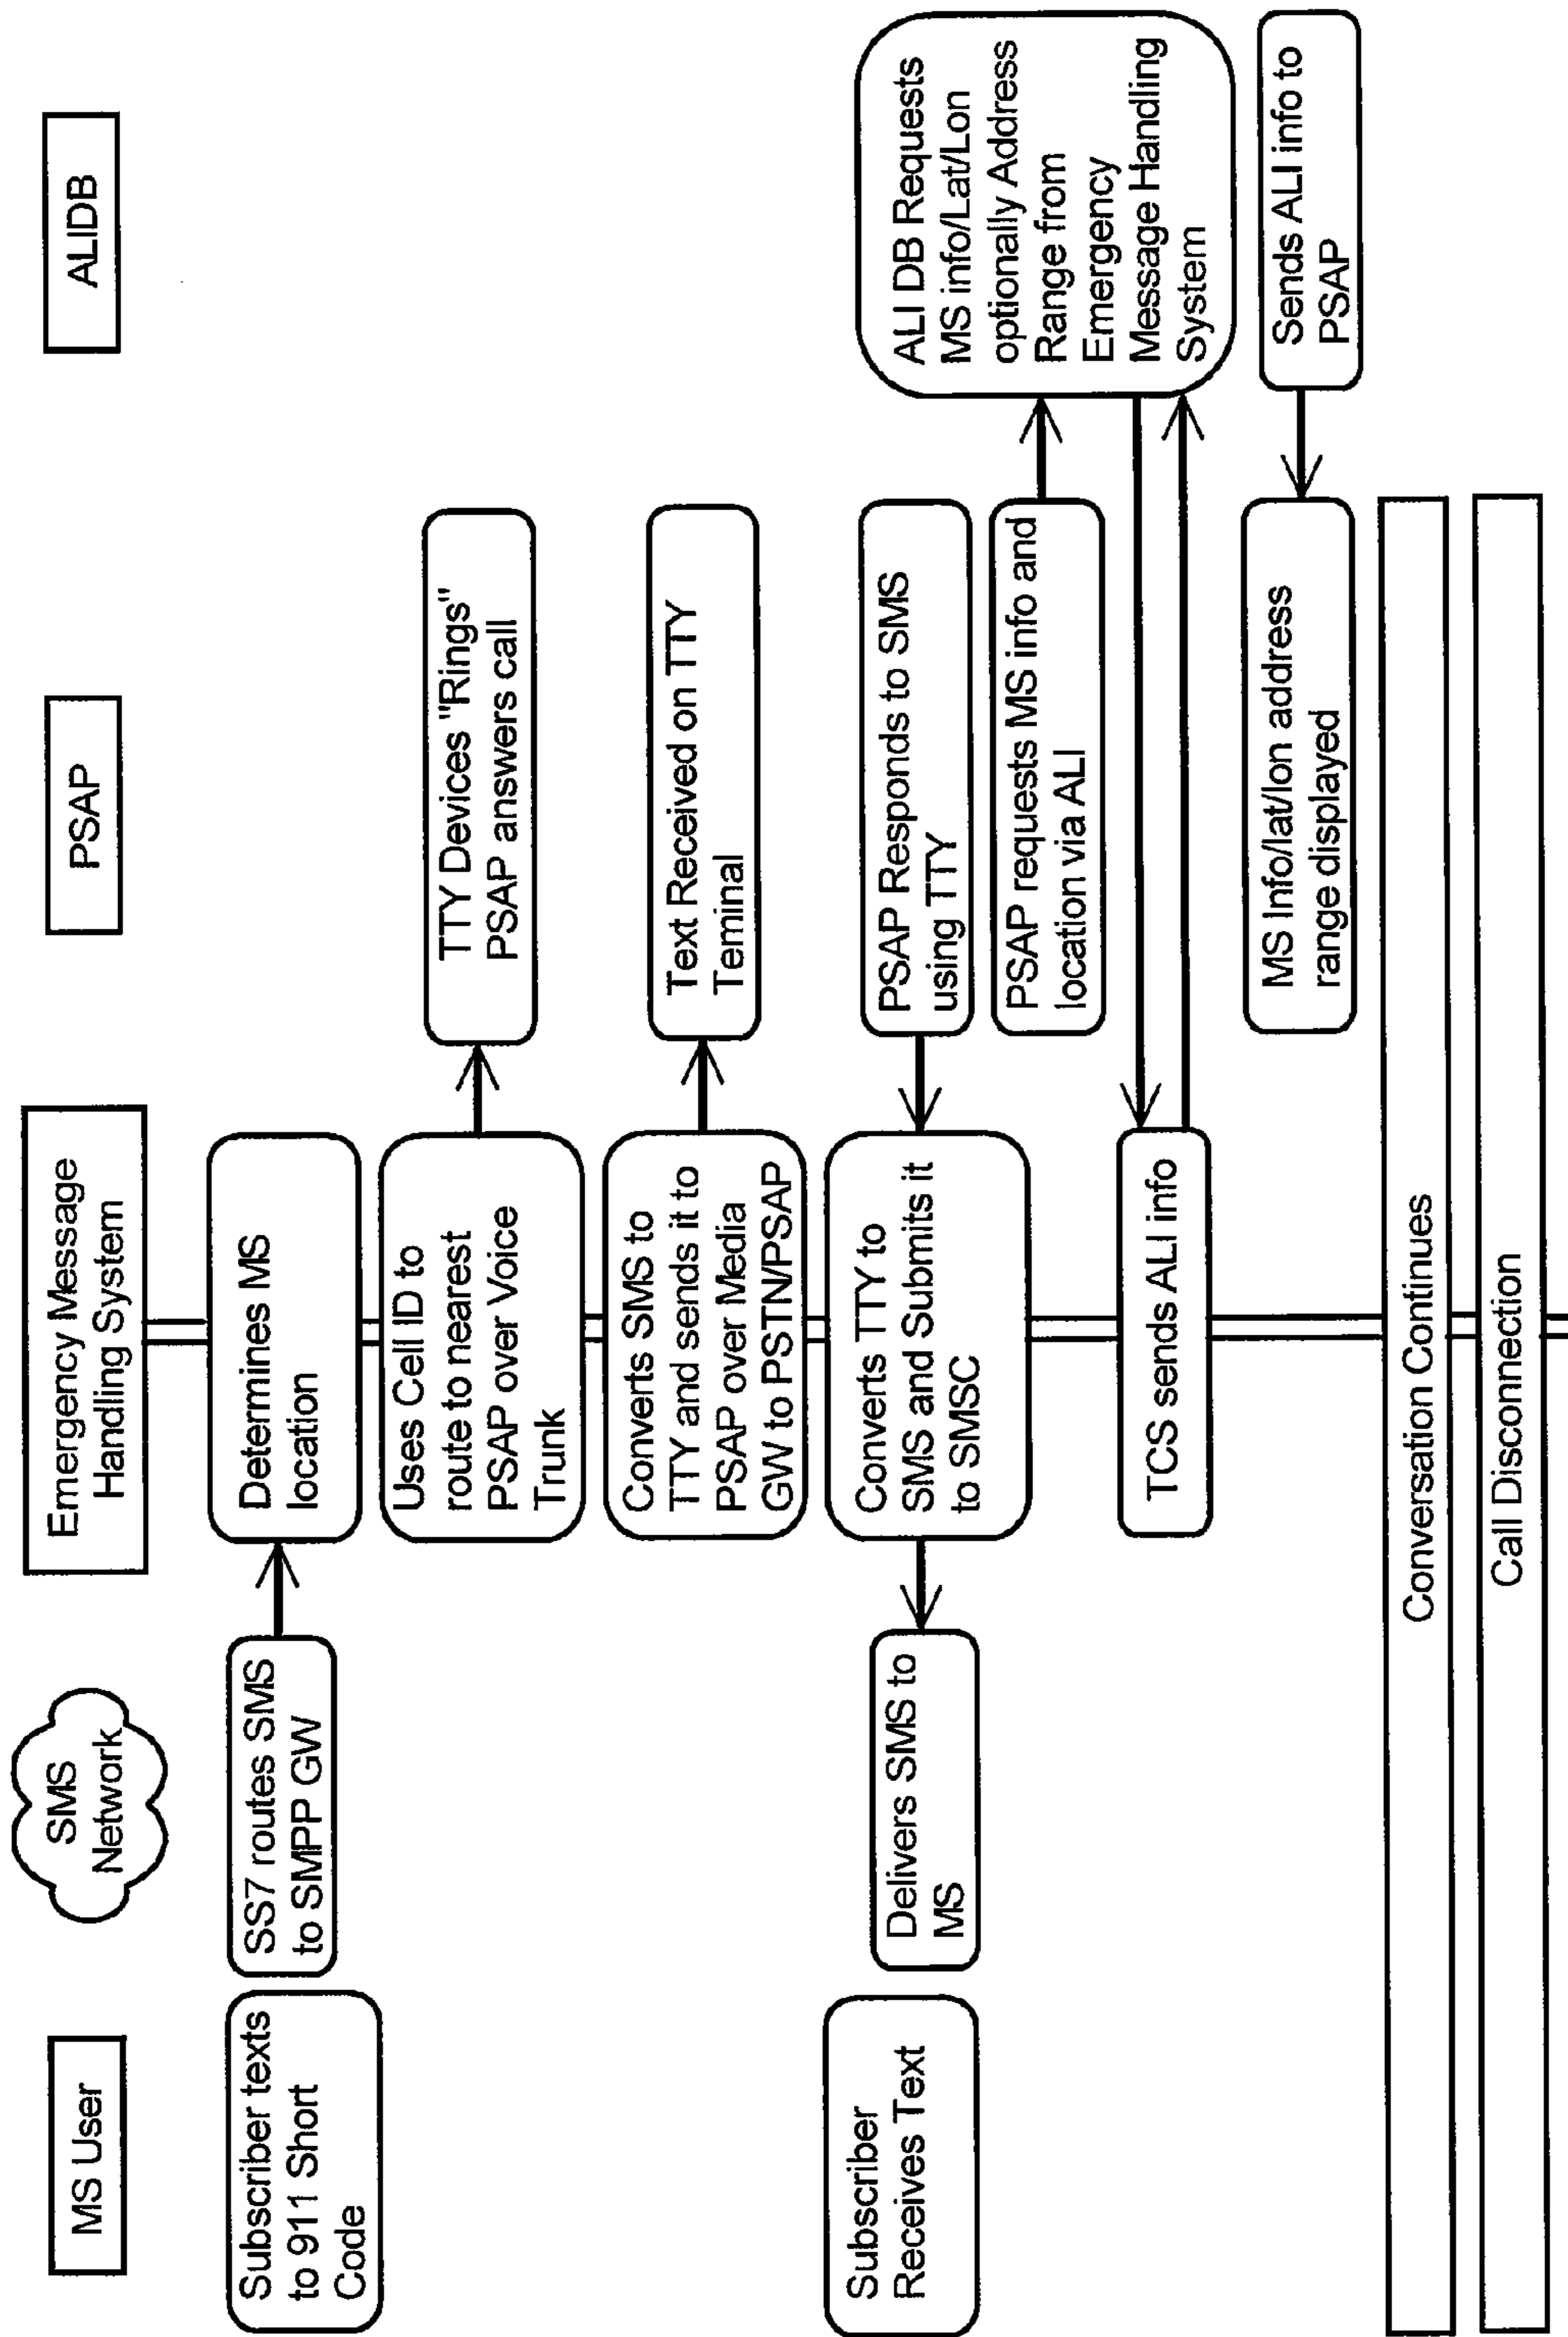 MS User
SMS
Network
Emergency Message
Handling System
PSAP
ALIDB
Subscriber texts
to 911 Short
Code
SS7 routes SMS
to SMPP GW
Determines MS
location
Uses Cell ID to
route to nearest
PSAP over Voice
Trunk
TTY Devices "Rings"
PSAP answers call
Converts SMS to
TTY and sends it to
PSAP over Media
GW to PSTN/PSAP
Text Received on TTY
Teminal
Subscriber
Receives Text
Delivers SMS to
MS
Converts TTY to
SMS and Submits it
to SMSC
PSAP Responds to SMS
using TTY
PSAP requests MS info and
location via ALI
ALI DB Requests
MS info/Lat/Lon
optionally Address
Range from
Emergency
Message Handling
System
TCS sends ALI info
MS Info/lat/lon address
range displayed
Sends ALI info to
PSAP
Conversation Continues
Call Disconnection